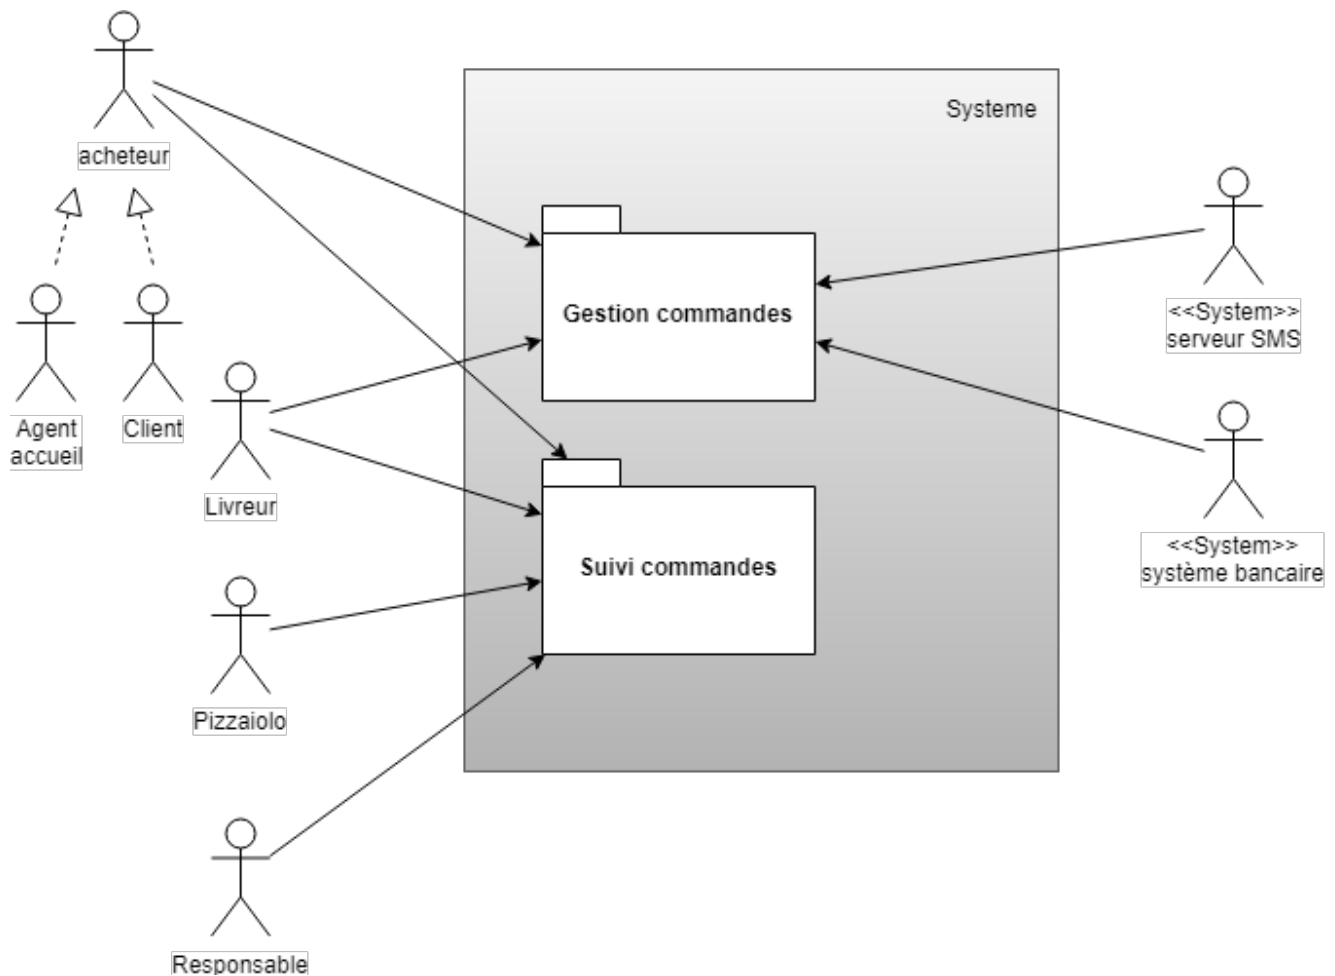 acheteur
Systeme
Gestion commandes
<<System>>
serveur SMS
Agent
accueil
Client
Livreur
Suivi commandes
<<System>>
système bancaire
Pizzaiolo
Responsable